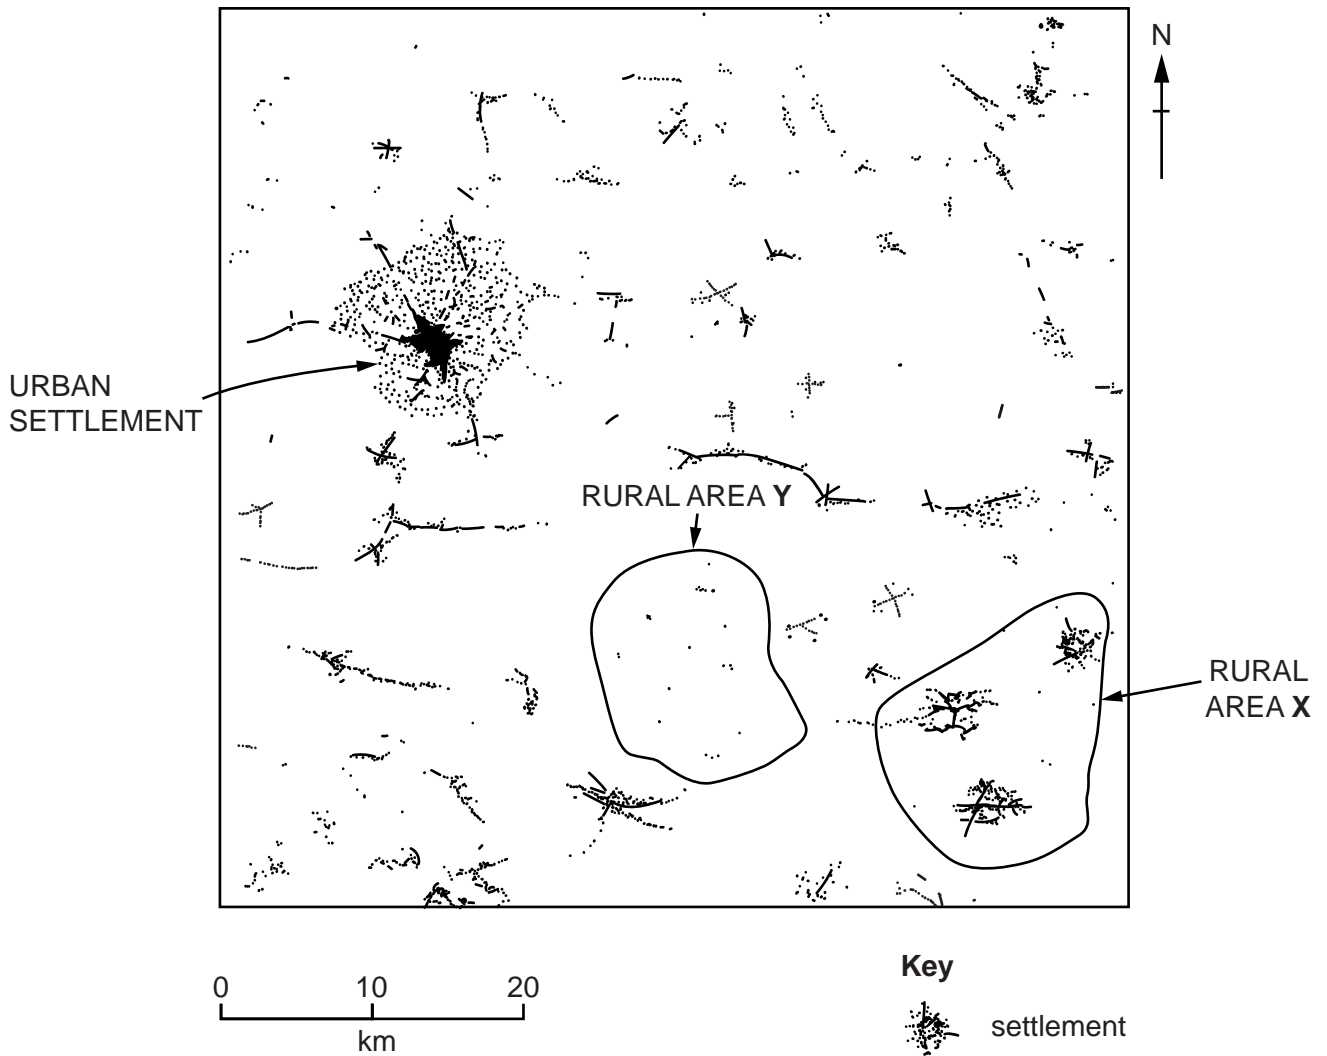 N
URBAN
SETTLEMENT
RURAL AREA Y
RURAL
AREA X
0 10 20
km
Key
settlement